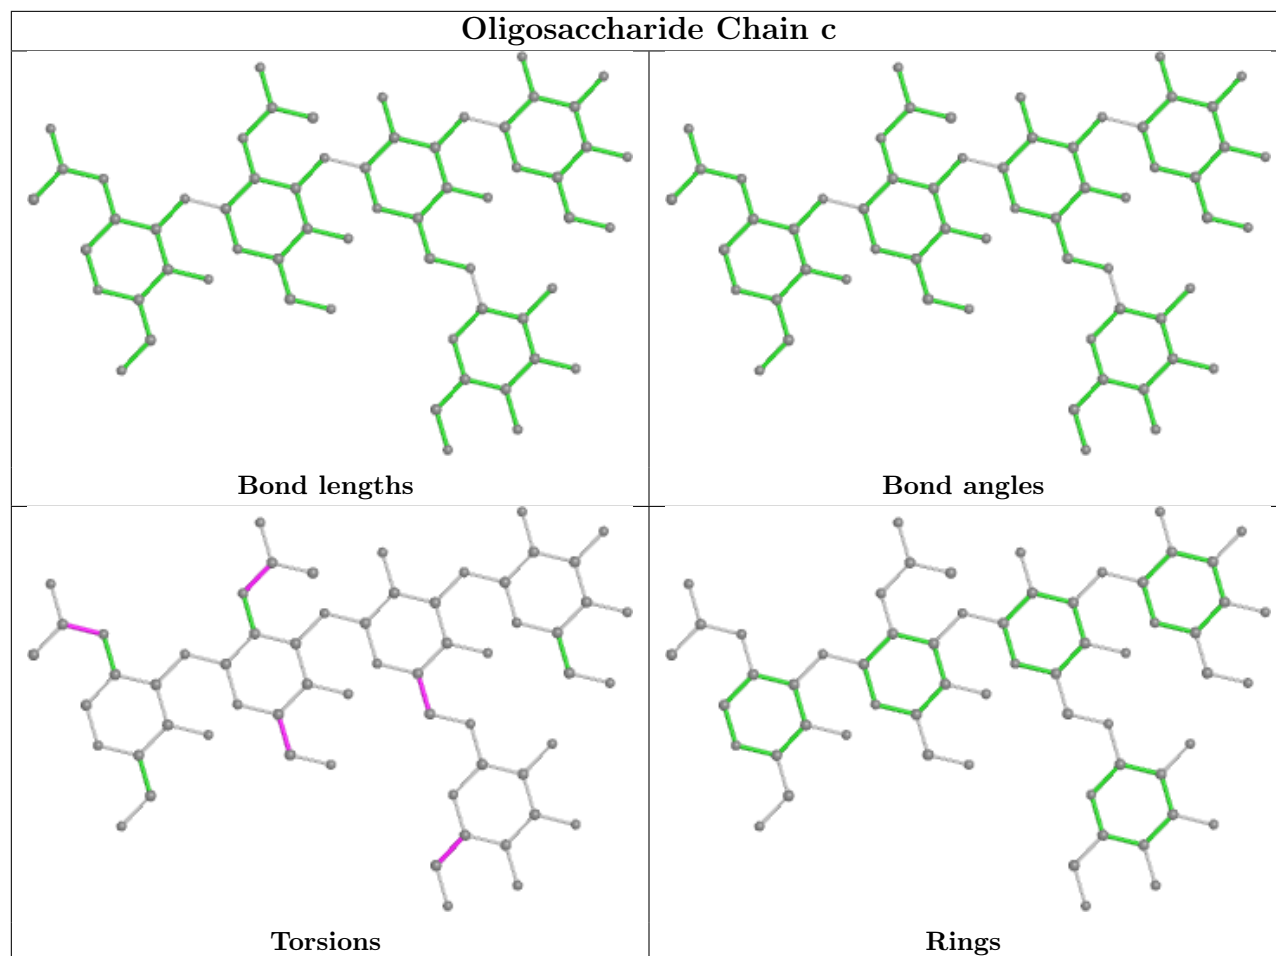 Oligosaccharide Chain c
Bond lengths
Bond angles
Torsions
Rings